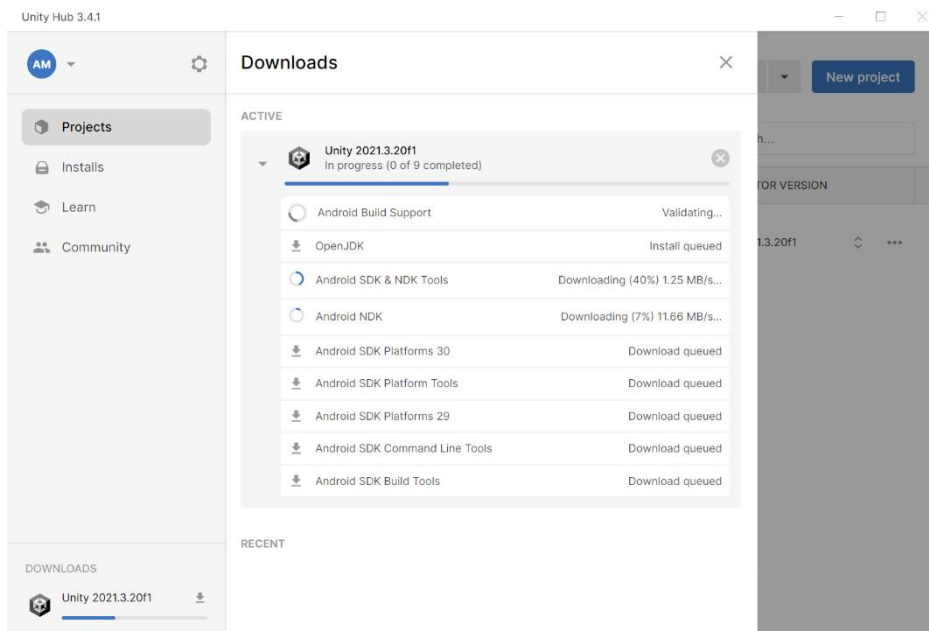 Unity Hub 3.4.1
AM
Downloads
New project
Projects
Installs
Learn
Community
ACTIVE
Unity 2021.3.20f1
In progress (0 of 9 completed)
Android Build Support Validating...
OpenJDK Install queued
Android SDK & NDK Tools Downloading (40%) 1.25 MB/s...
Android NDK Downloading (7%) 11.66 MB/s...
Android SDK Platforms 30 Download queued
Android SDK Platform Tools Download queued
Android SDK Platforms 29 Download queued
Android SDK Command Line Tools Download queued
Android SDK Build Tools Download queued
h...
TOR VERSION
1.3.20f1
RECENT
DOWNLOADS
Unity 2021.3.20f1